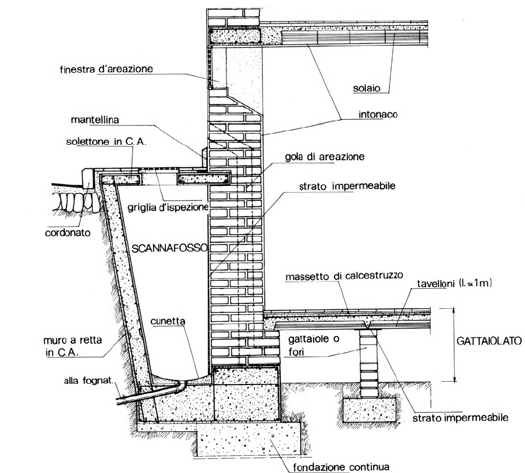 finestra d'areazione
solaio
mantellina
intonaco
solettone in C.A.
gola di areazione
strato impermeabile
griglia d'ispezione
cordonato
SCANNAFOSSO
massetto di calcestruzzo
tavelloni (l.≃1m)
cunetta
muro a retta
in C.A.
gattaiole o
fori
GATTAIOLATO
alla fognat.
strato impermeabile
fondazione continua